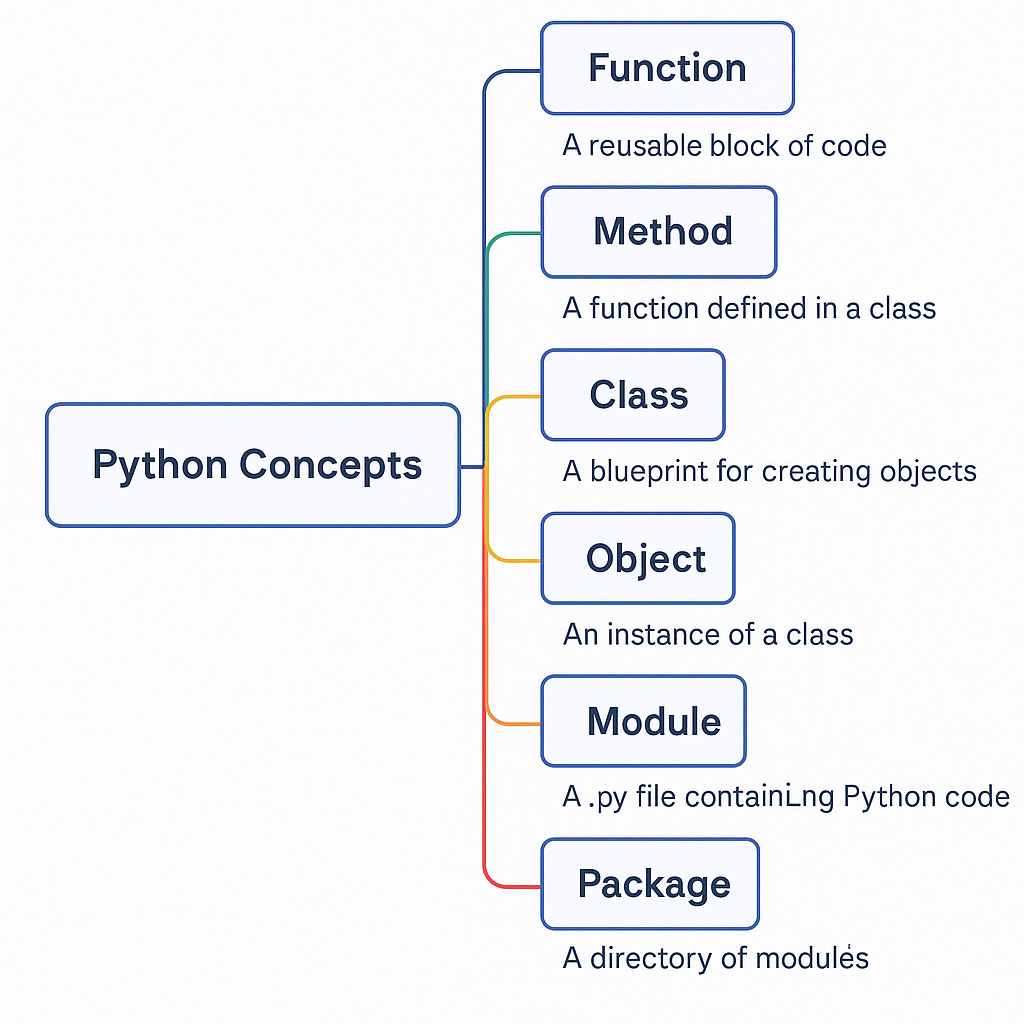 Function
A reusable block of code
Method
A function defined in a class
Class
A blueprint for creating objects
Python Concepts
Object
An instance of a class
Module
A .py file containing Python code
Package
A directory of modules